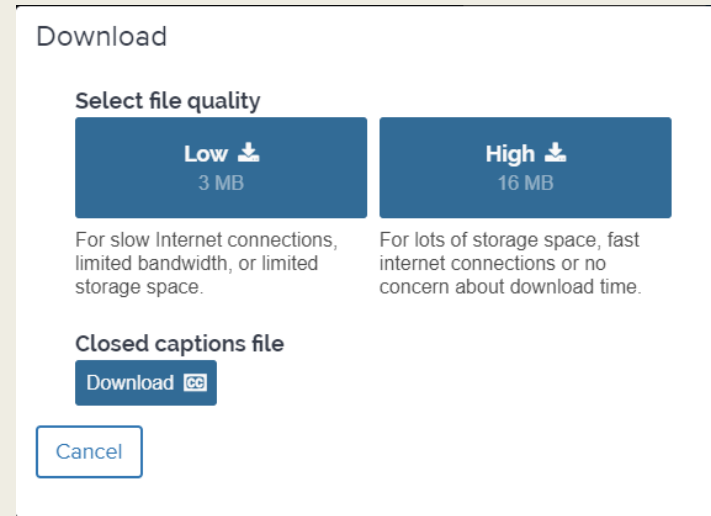 Download
Select file quality
Low
3 MB
High
16 MB
For slow Internet connections,
limited bandwidth, or limited
storage space.
For lots of storage space, fast
internet connections or no
concern about download time.
Closed captions file
Download CC
Cancel